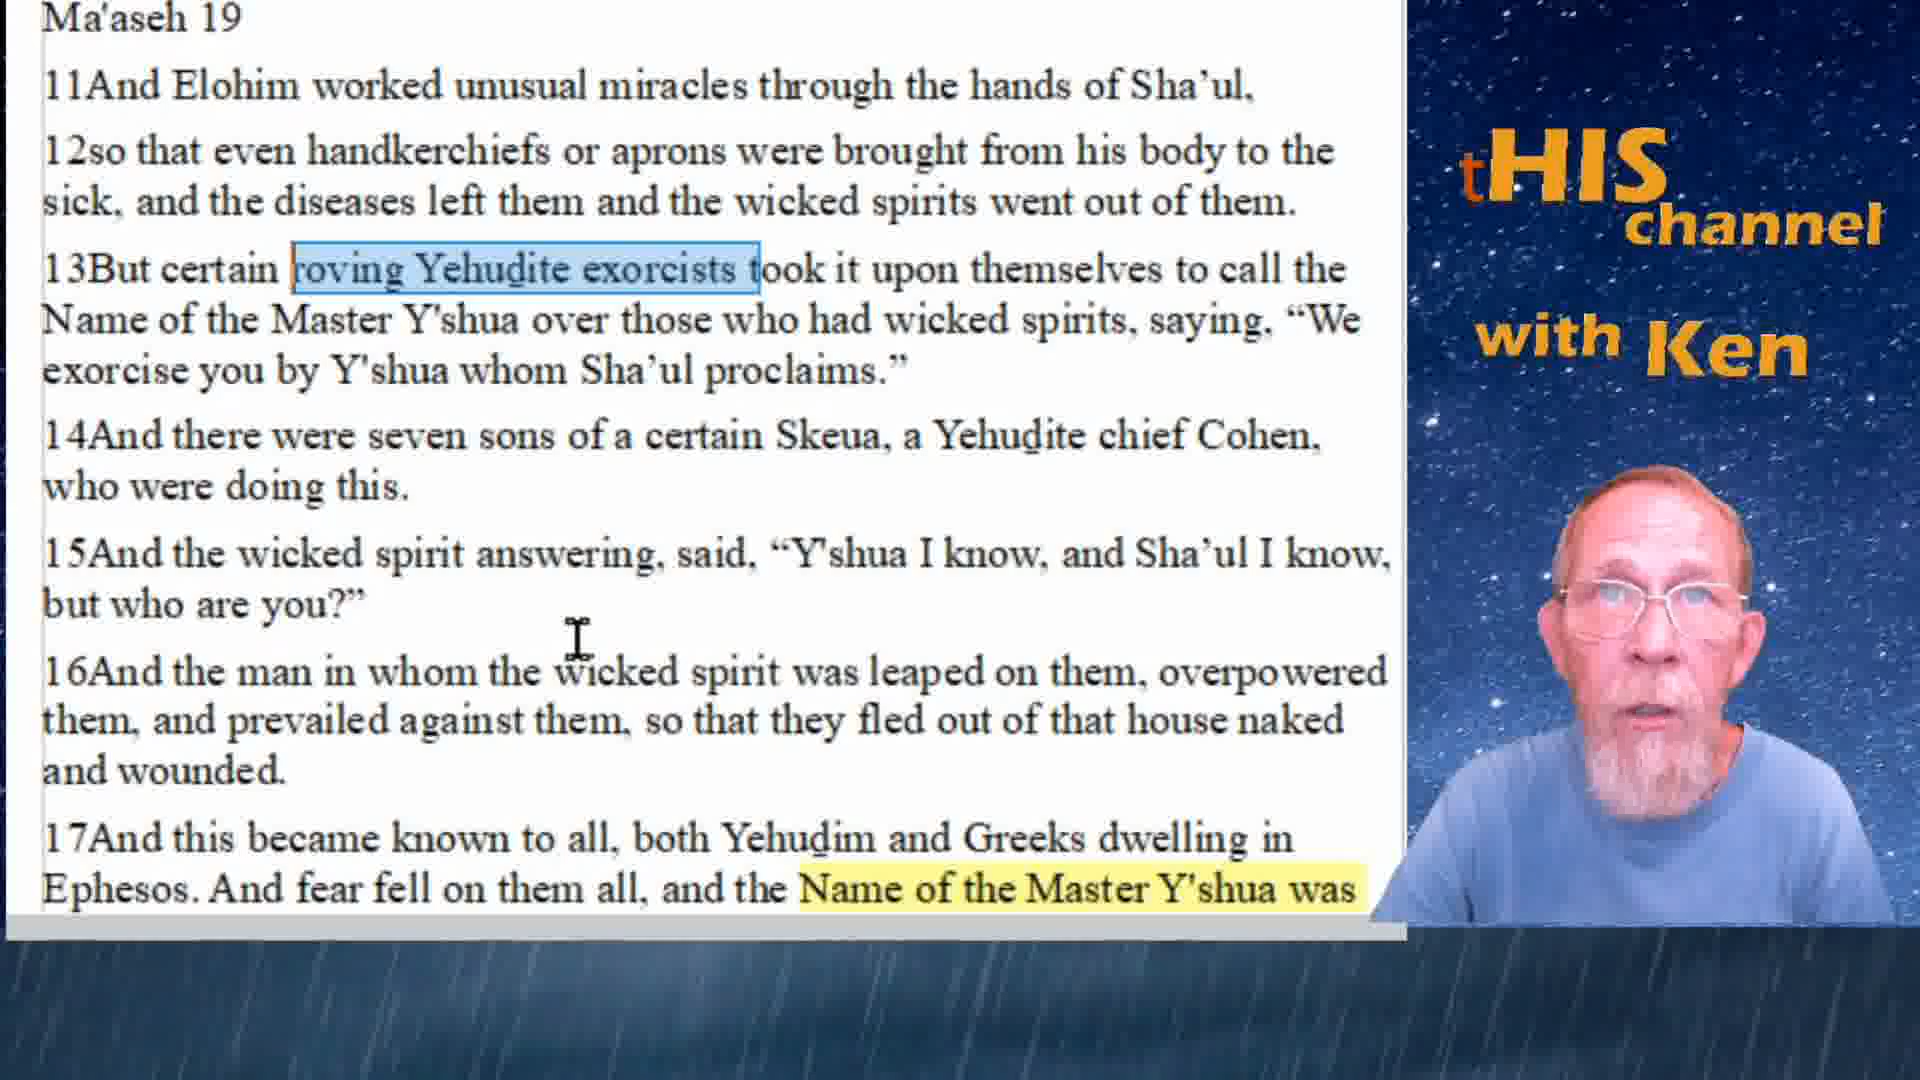 Ma'aseh 19
11And Elohim worked unusual miracles through the hands of Sha’ul,
12so that even handkerchiefs or aprons were brought from his body to the
sick, and the diseases left them and the wicked spirits went out of them.
13But certain roving Yehuḏite exorcists took it upon themselves to call the
Name of the Master Y'shua over those who had wicked spirits, saying, “We
exorcise you by Y'shua whom Sha’ul proclaims.”
14And there were seven sons of a certain Skeua, a Yehuḏite chief Cohen,
who were doing this.
15And the wicked spirit answering, said, “Y'shua I know, and Sha’ul I know,
but who are you?”
16And the man in whom the wicked spirit was leaped on them, overpowered
them, and prevailed against them, so that they fled out of that house naked
and wounded.
17And this became known to all, both Yehuḏim and Greeks dwelling in
Ephesos. And fear fell on them all, and the Name of the Master Y'shua was
tHIS
channel
with Ken